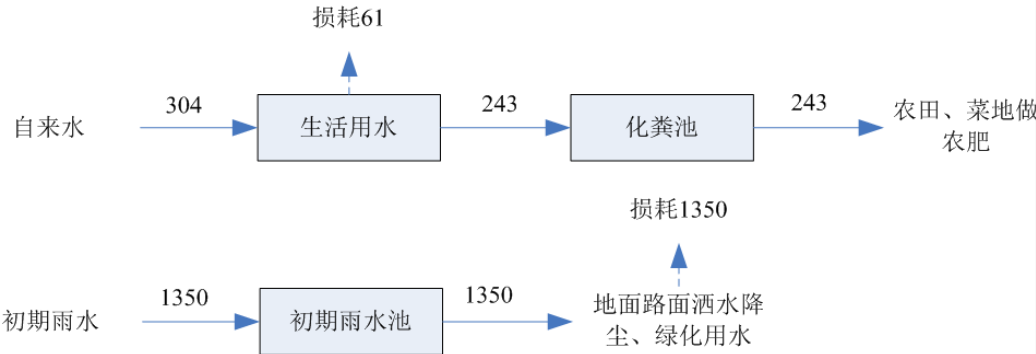 损耗61
304
243
243
自来水
生活用水
化粪池
农田、菜地做
农肥
损耗1350
1350
1350
初期雨水
初期雨水池
地面路面洒水降
尘、绿化用水